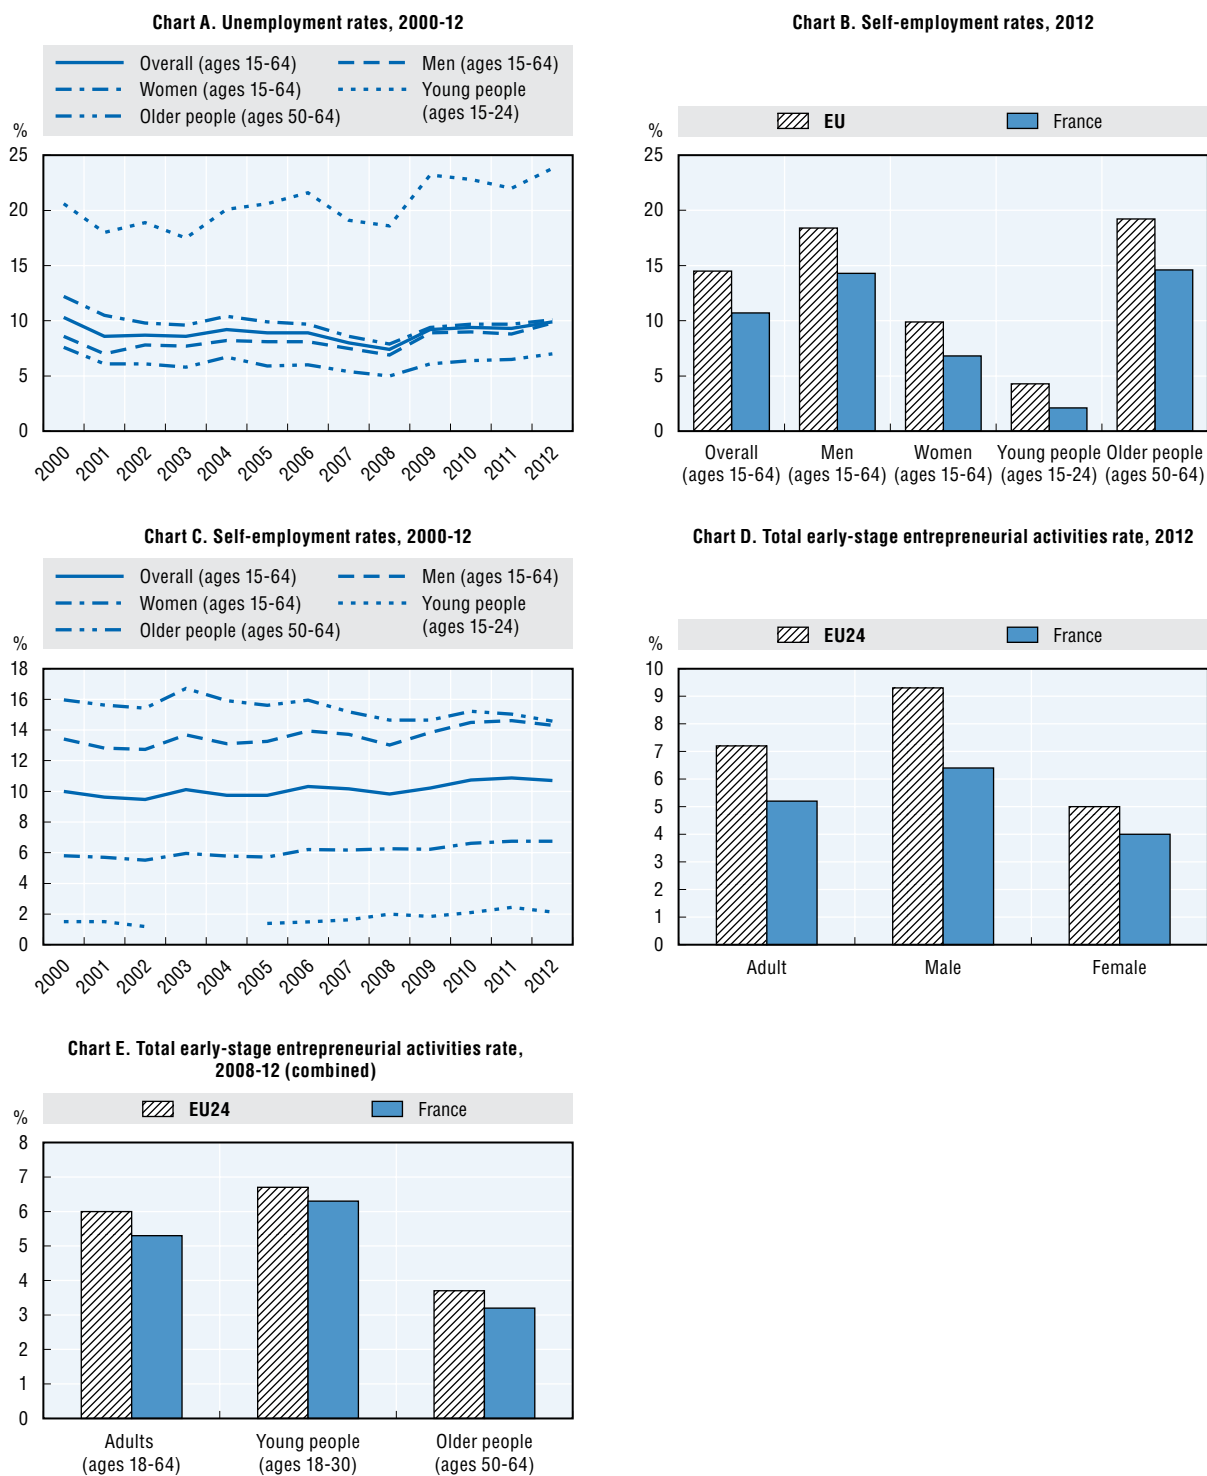 Chart A. Unemployment rates, 2000-12
Overall (ages 15-64)
Men (ages 15-64)
Women (ages 15-64)
Young people
(ages 15-24)
Older people (ages 50-64)
%
25
20
15
10
5
0
2000
2001
2002
2003
2004
2005
2006
2007
2008
2009
2010
2011
2012
Chart B. Self-employment rates, 2012
EU
France
%
25
20
15
10
5
0
Overall
(ages 15-64)
Men
(ages 15-64)
Women
(ages 15-64)
Young people
(ages 15-24)
Older people
(ages 50-64)
Chart C. Self-employment rates, 2000-12
Overall (ages 15-64)
Men (ages 15-64)
Women (ages 15-64)
Young people
(ages 15-24)
Older people (ages 50-64)
%
18
16
14
12
10
8
6
4
2
0
2000
2001
2002
2003
2004
2005
2006
2007
2008
2009
2010
2011
2012
Chart D. Total early-stage entrepreneurial activities rate, 2012
EU24
France
%
10
9
8
7
6
5
4
3
2
1
0
Adult
Male
Female
Chart E. Total early-stage entrepreneurial activities rate,
2008-12 (combined)
EU24
France
%
8
7
6
5
4
3
2
1
0
Adults
(ages 18-64)
Young people
(ages 18-30)
Older people
(ages 50-64)